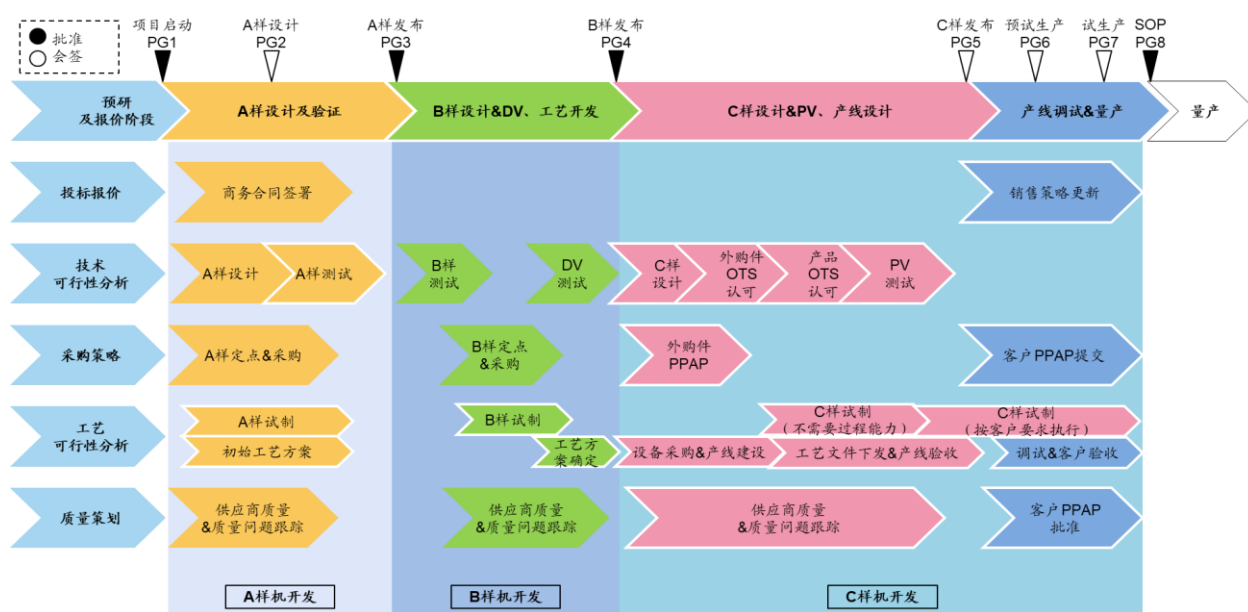 项目启动
PG1
A样设计
PG2
A样发布
PG3
B样发布
PG4
C样发布
PG5
预试生产
PG6
试生产
PG7
SOP
PG8
批准
会签
预研
及报价阶段
A样设计及验证
B样设计&DV、工艺开发
C样设计&PV、产线设计
产线调试&量产
量产
投标报价
商务合同签署
销售策略更新
技术
可行性分析
A样设计
A样测试
B样
测试
DV
测试
C样
设计
外购件
OTS
认可
产品
OTS
认可
PV
测试
采购策略
A样定点&采购
B样定点
&采购
外购件
PPAP
客户PPAP提交
工艺
可行性分析
A样试制
初始工艺方案
B样试制
工艺方
案确定
C样试制
(不需要过程能力)
C样试制
(按客户要求执行)
设备采购&产线建设
工艺文件下发&产线验收
调试&客户验收
质量策划
供应商质量
&质量问题跟踪
供应商质量
&质量问题跟踪
供应商质量
&质量问题跟踪
客户PPAP
批准
A样机开发
B样机开发
C样机开发